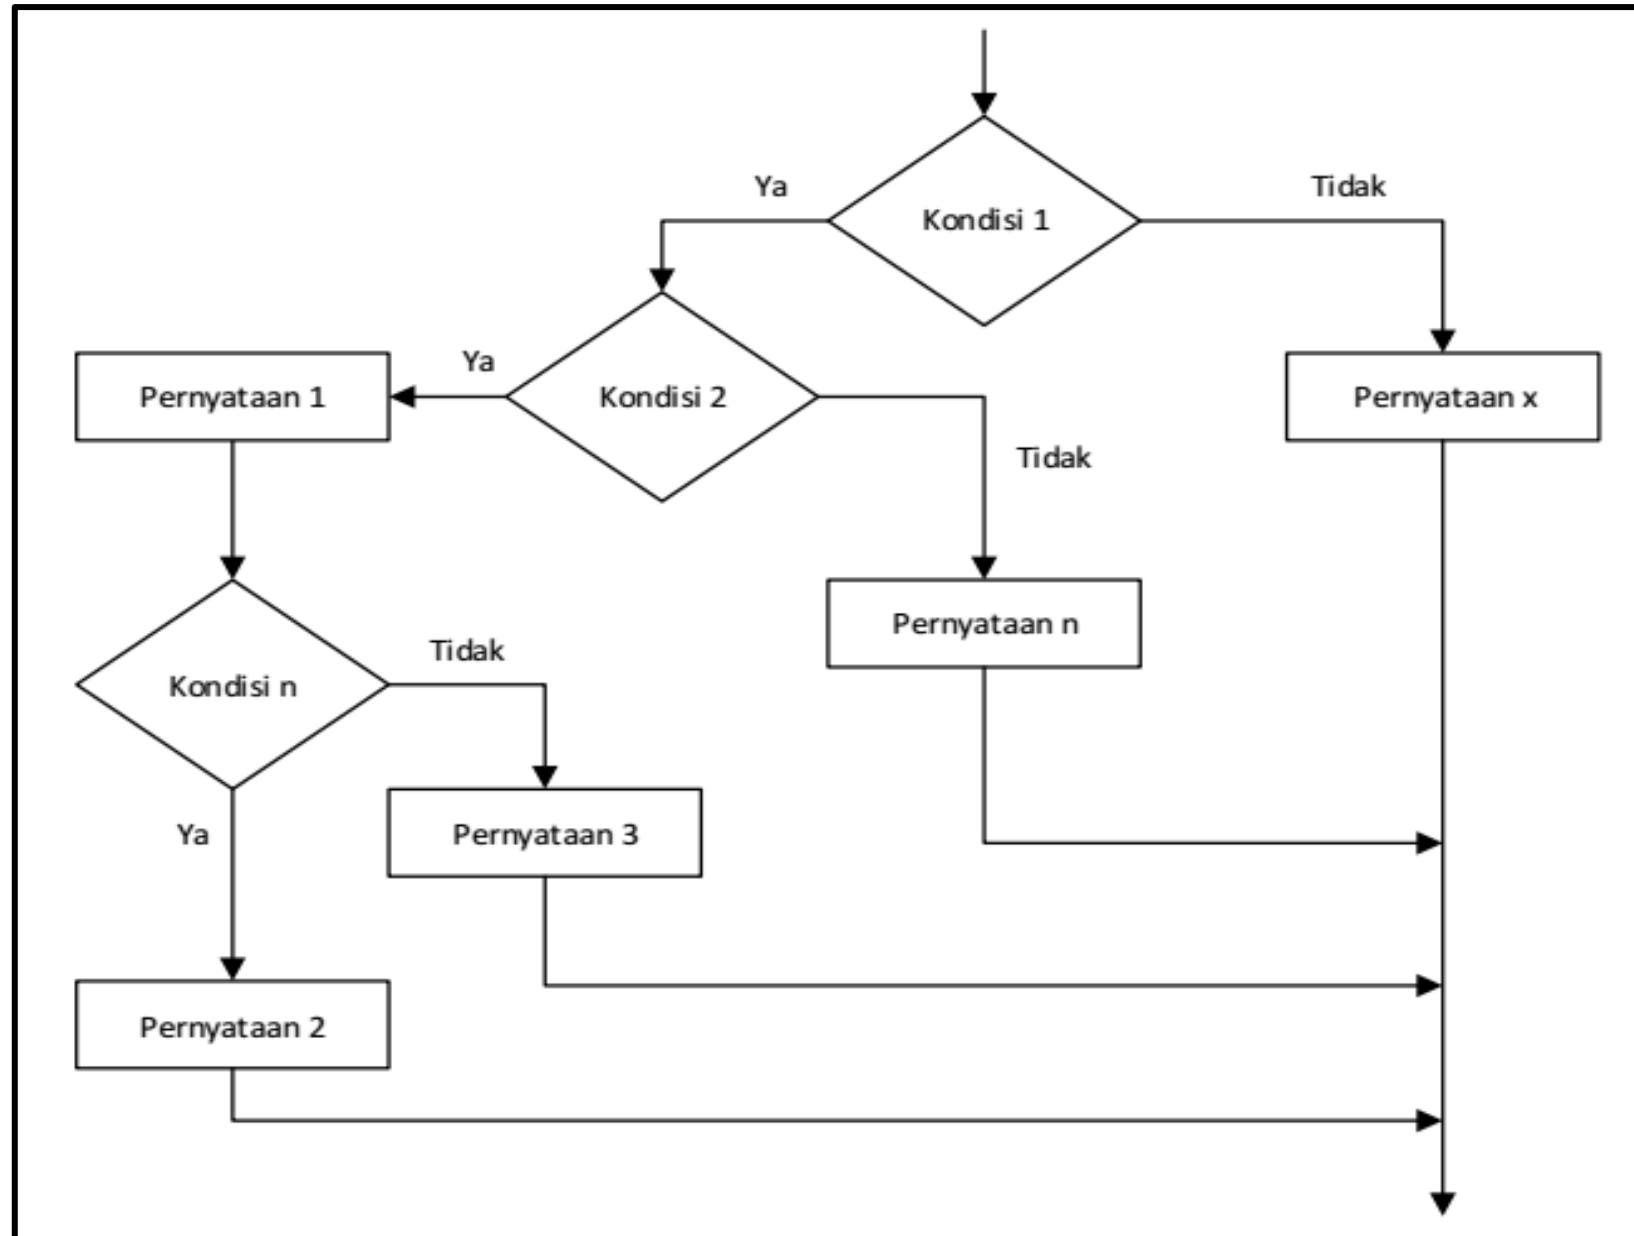 Ya
Tidak
Kondisi 1
Ya
Pernyataan 1
Kondisi 2
Pernyataan x
Tidak
Pernyataan n
Tidak
Kondisi n
Ya
Pernyataan 3
Pernyataan 2